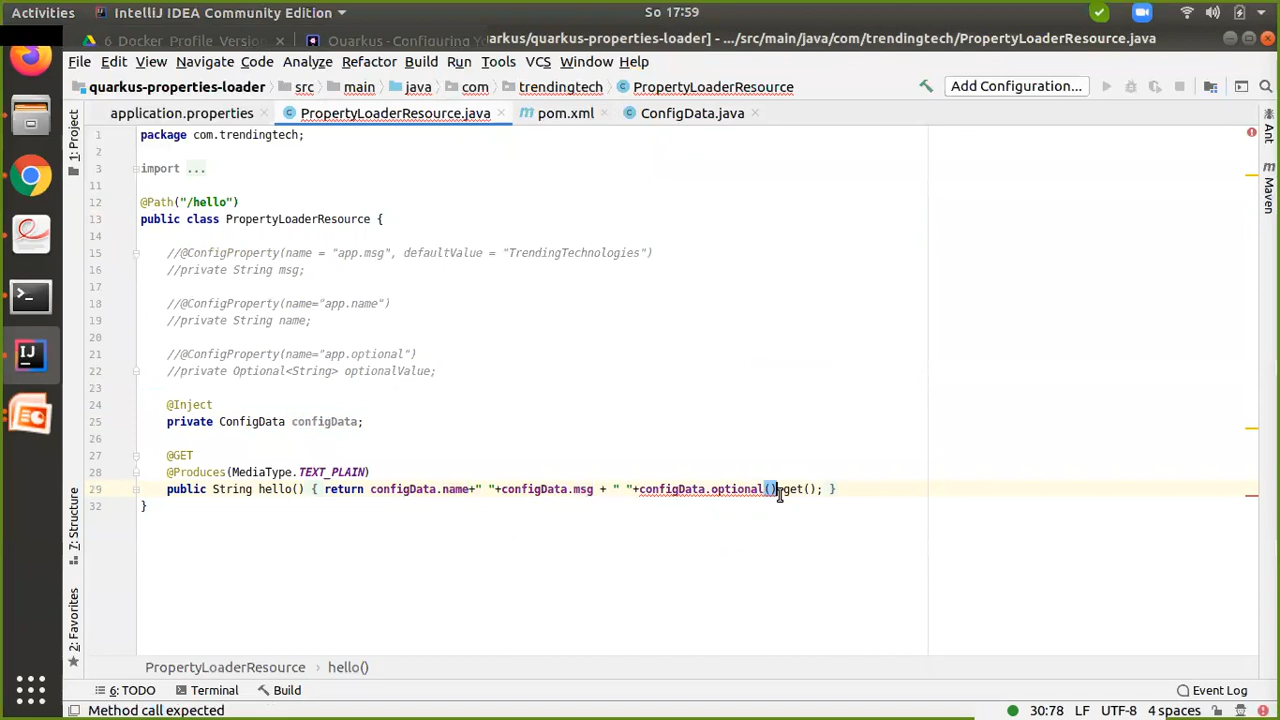 Activities
IntelliJ IDEA Community Edition
So 17:59
6 Docker Profile Versio
Quarkus - Configuring Y
arkus/quarkus-properties-loader] - .../src/main/java/com/trendingtech/PropertyLoaderResource.java
File Edit View Navigate Code Analyze Refactor Build Run Tools VCS Window Help
quarkus-properties-loader src main java com trendingtech PropertyLoaderResource
Add Configuration...
application.properties PropertyLoaderResource.java pom.xml ConfigData.java
1: Project
Ant
Maven
1 package com.trendingtech;
2
3 import ...
11
12 @Path("/hello")
13 public class PropertyLoaderResource {
14
15 //@ConfigProperty(name = "app.msg", defaultValue = "TrendingTechnologies")
16 //private String msg;
17
18 //@ConfigProperty(name="app.name")
19 //private String name;
20
21 //@ConfigProperty(name="app.optional")
22 //private Optional<String> optionalValue;
23
24 @Inject
25 private ConfigData configData;
26
27 @GET
28 @Produces(MediaType.TEXT_PLAIN)
29 public String hello() { return configData.name+" "+configData.msg + " "+configData.optional().get(); }
32 }
7: Structure
2: Favorites
PropertyLoaderResource hello()
6: TODO Terminal Build Event Log
Method call expected 30:78 LF UTF-8 4 spaces